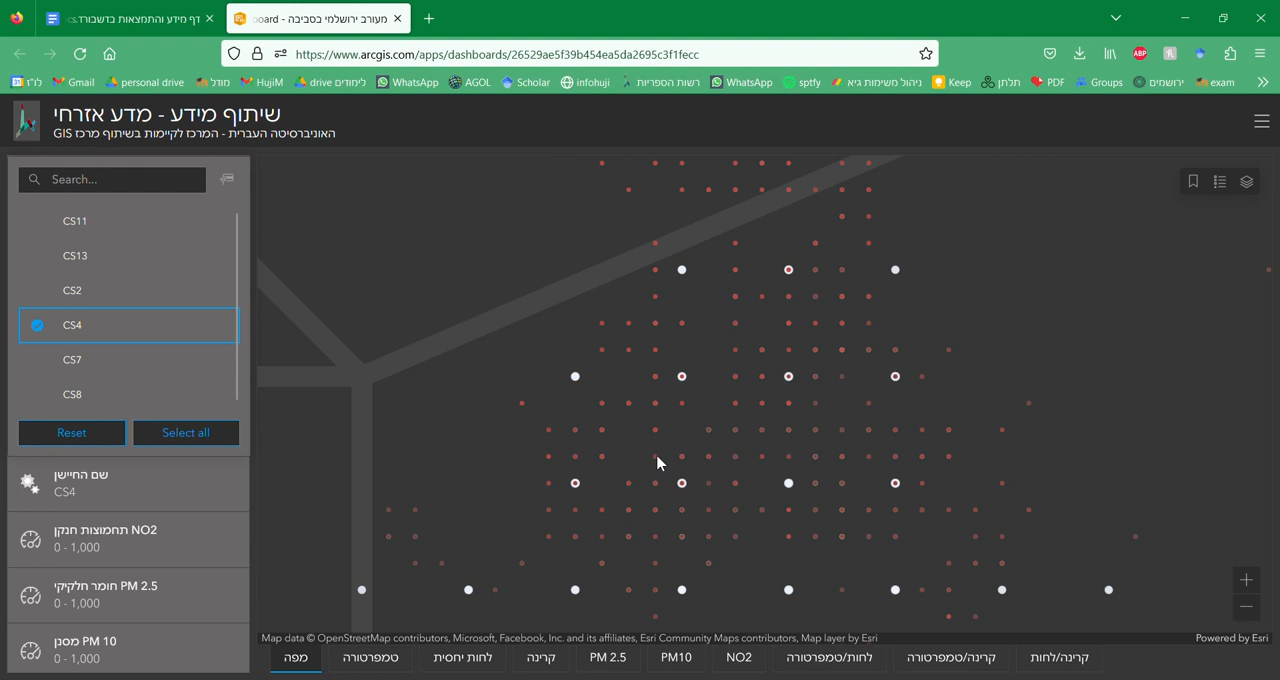 דף מידע והתמצאות בדשבורד.cs
מעורב ירושלמי בסביבה - board
https://www.arcgis.com/apps/dashboards/26529ae5f39b454ea5da2695c3f1fecc
ABP
לו"ז
Gmail
personal drive
מודל
HujiM
לימודים drive
WhatsApp
AGOL
Scholar
infohuji
רשות הספריות
WhatsApp
sptfy
ניהול משימות גיא
Keep
תלתן
PDF
Groups
ירושמים
exam
שיתוף מידע - מדע אזרחי
האוניברסיטה העברית - המרכז לקיימות בשיתוף מרכז GIS
Search...
CS11
CS13
CS2
CS4
CS7
CS8
Reset
Select all
שם החיישן
CS4
NO2 תחמוצות חנקן
0 - 1,000
PM 2.5 חומר חלקיקי
0 - 1,000
PM 10 מסנן
0 - 1,000
Map data © OpenStreetMap contributors, Microsoft, Facebook, Inc. and its affiliates, Esri Community Maps contributors, Map layer by Esri
Powered by Esri
מפה
טמפרטורה
לחות יחסית
קרינה
PM 2.5
PM10
NO2
לחות/טמפרטורה
קרינה/טמפרטורה
קרינה/לחות